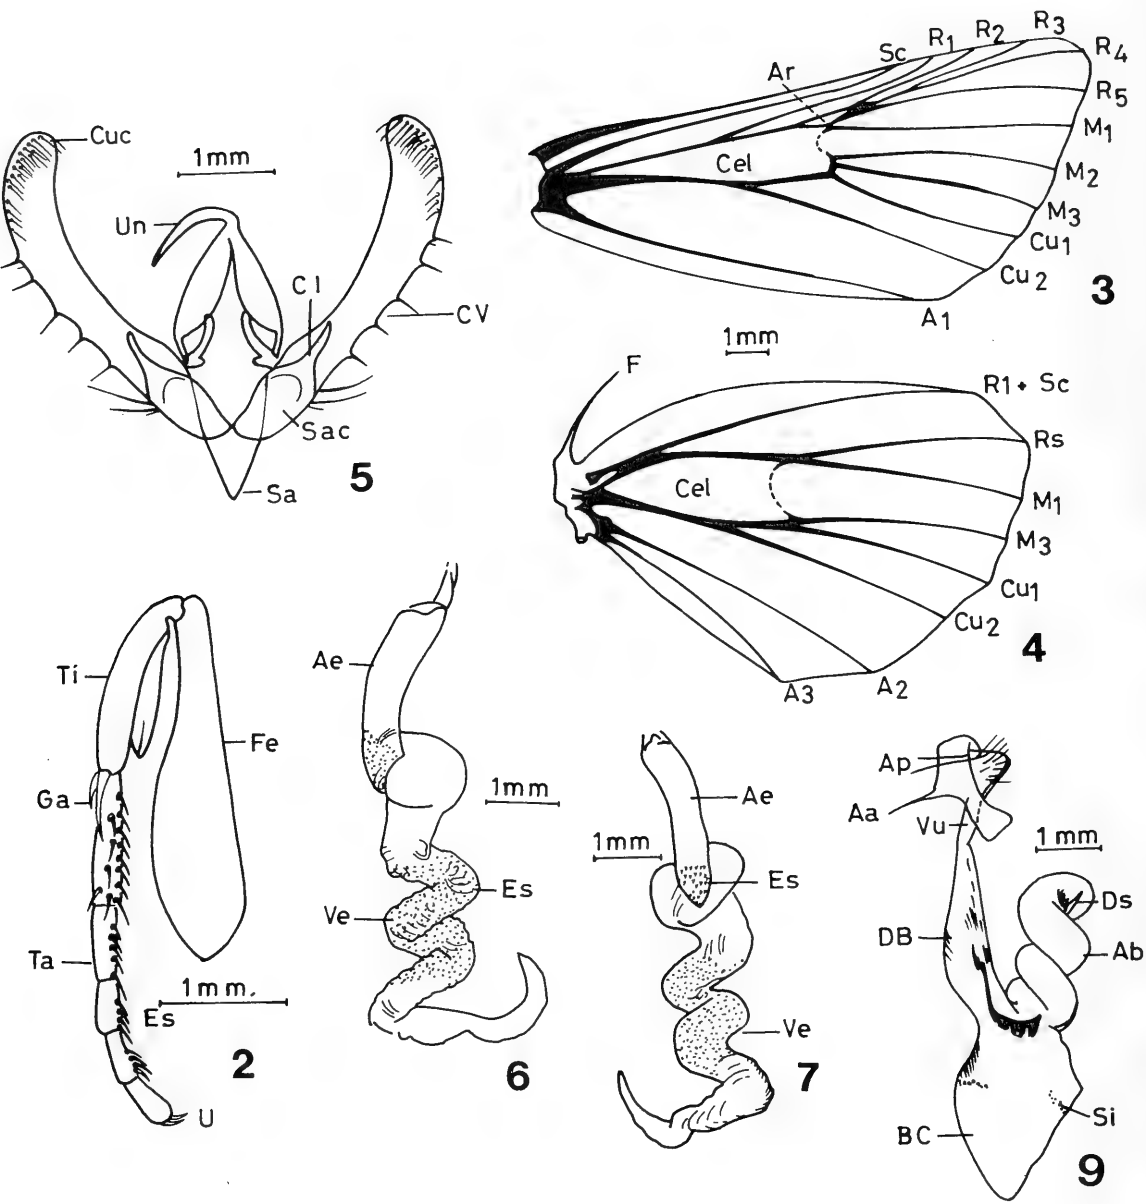 Cuc
1mm
Un
Cl
CV
Sac
Sa
5
Sc
R1
R2
R3
R4
R5
M1
M2
M3
Cu1
Cu2
A1
Ar
Cel
3
1mm
F
R1 + Sc
Rs
M1
M3
Cu1
Cu2
A2
A3
Cel
4
Ti
Fe
Ga
Ta
1mm.
Es
U
2
Ae
1mm
Es
Ve
6
Ae
1mm
Es
Ve
7
Ap
Aa
Vu
1mm
Ds
DB
Ab
Si
BC
9